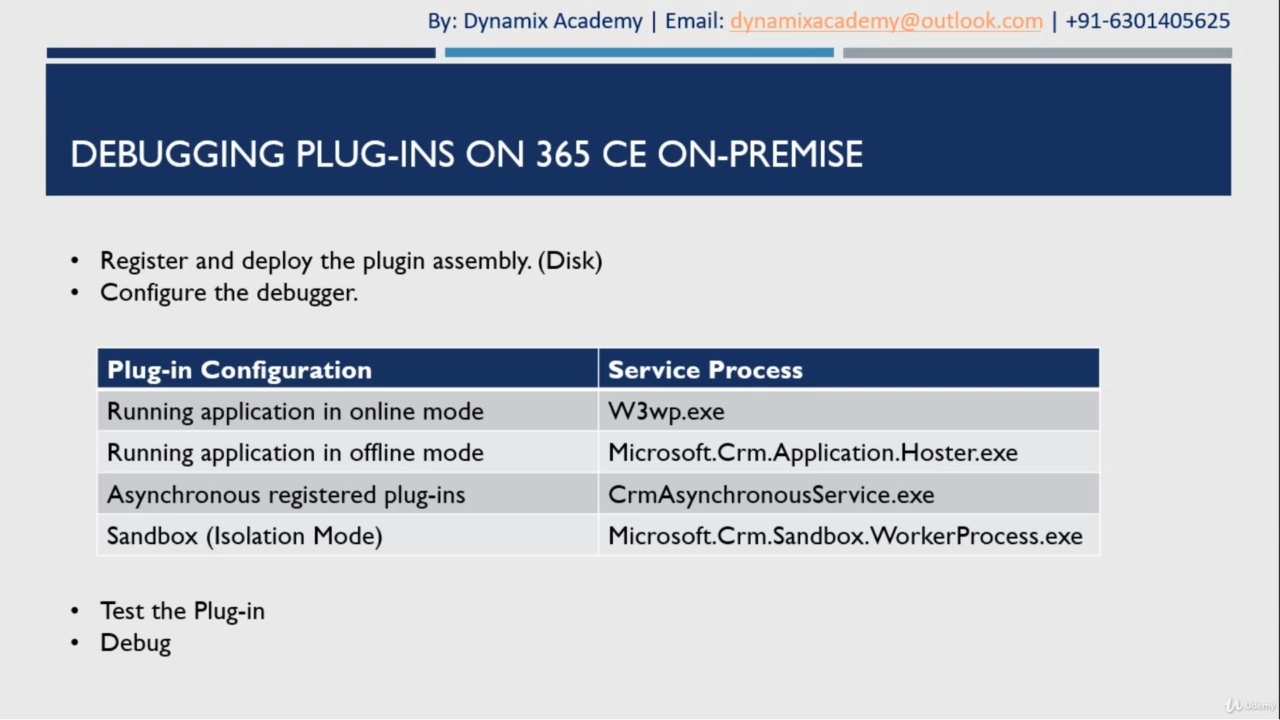 By: Dynamix Academy | Email: dynamixacademy@outlook.com | +91-6301405625
DEBUGGING PLUG-INS ON 365 CE ON-PREMISE
• Register and deploy the plugin assembly. (Disk)
• Configure the debugger.
Plug-in Configuration Service Process
Running application in online mode W3wp.exe
Running application in offline mode Microsoft.Crm.Application.Hoster.exe
Asynchronous registered plug-ins CrmAsynchronousService.exe
Sandbox (Isolation Mode) Microsoft.Crm.Sandbox.WorkerProcess.exe
• Test the Plug-in
• Debug
Udemy